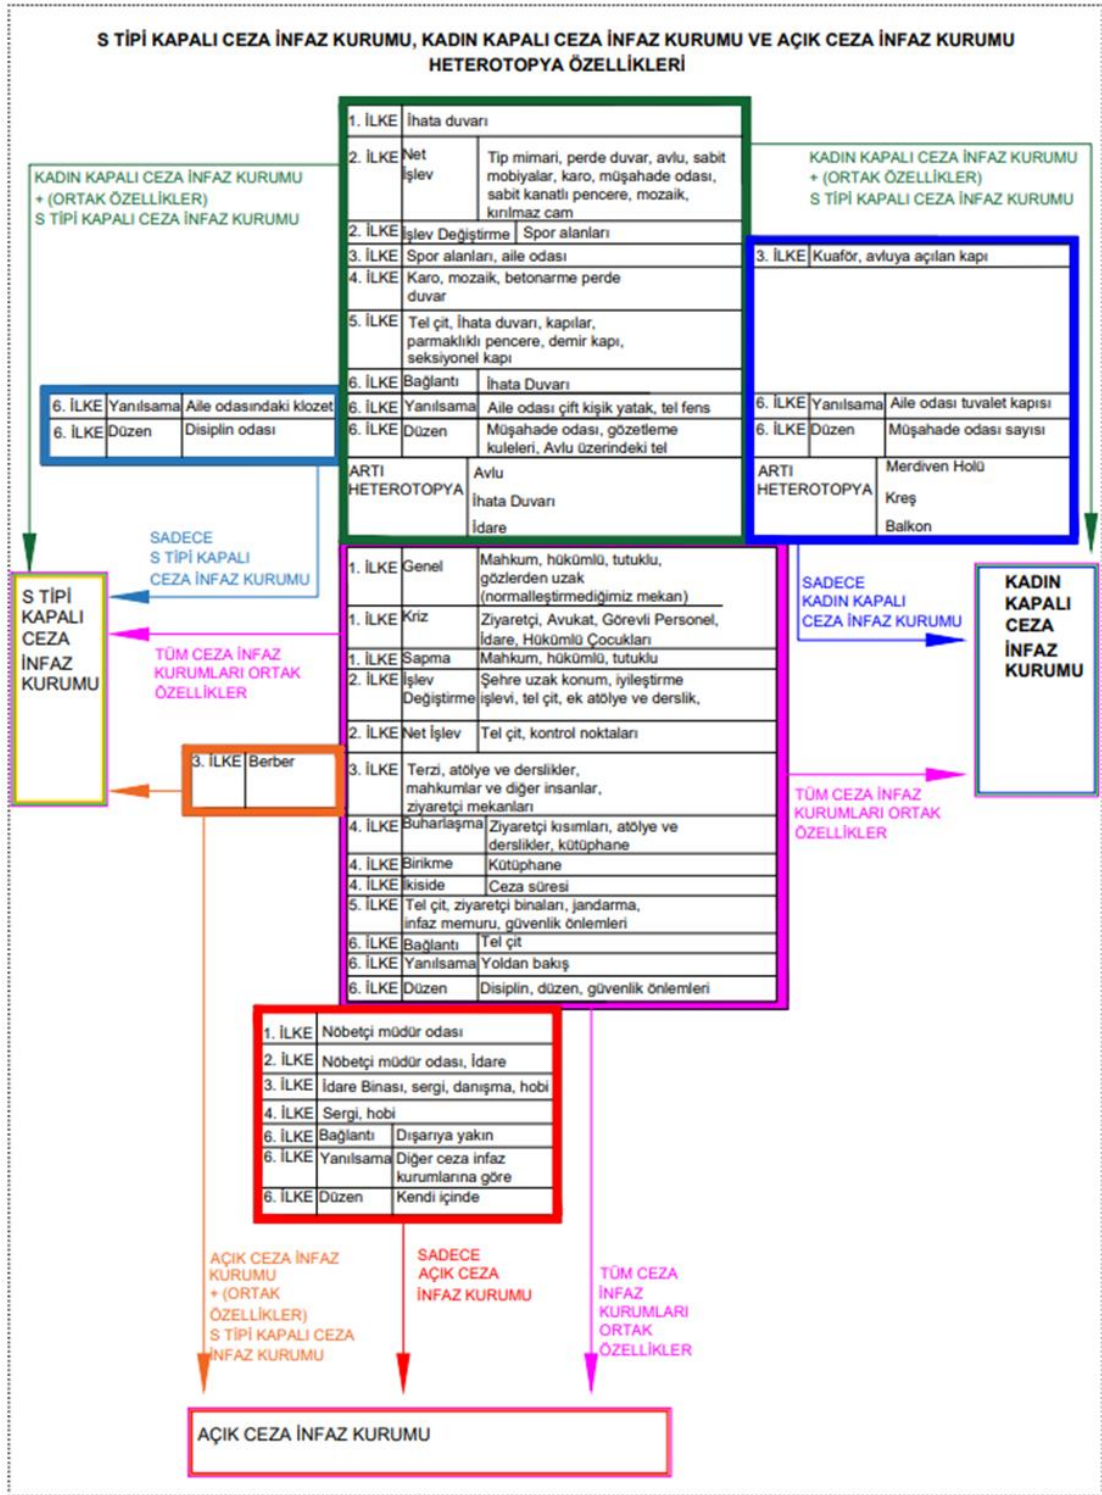 S TİPİ KAPALI CEZA İNFAZ KURUMU, KADIN KAPALI CEZA İNFAZ KURUMU VE AÇIK CEZA İNFAZ KURUMU
HETEROTOPYA ÖZELLİKLERİ
KADIN KAPALI CEZA İNFAZ KURUMU
+ (ORTAK ÖZELLİKLER)
S TİPİ KAPALI CEZA İNFAZ KURUMU
1. İLKE İhata duvarı
2. İLKE Net İşlev Tip mimari, perde duvar, avlu, sabit
mobiyalar, karo, müşahade odası,
sabit kanatlı pencere, mozaik,
kırılmaz cam
2. İLKE İşlev Değiştirme Spor alanları
3. İLKE Spor alanları, aile odası
4. İLKE Karo, mozaik, betonarme perde
duvar
5. İLKE Tel çit, İhata duvarı, kapılar,
parmaklıklı pencere, demir kapı,
seksiyonel kapı
6. İLKE Bağlantı İhata Duvarı
6. İLKE Yanılsama Aile odası çift kişik yatak, tel fens
6. İLKE Düzen Müşahade odası, gözetleme
kuleleri, Avlu üzerindeki tel
ARTI
HETEROTOPYA
Avlu
İhata Duvarı
İdare
KADIN KAPALI CEZA İNFAZ KURUMU
+ (ORTAK ÖZELLİKLER)
S TİPİ KAPALI CEZA İNFAZ KURUMU
3. İLKE Kuaför, avluya açılan kapı
6. İLKE Yanılsama Aile odası tuvalet kapısı
6. İLKE Düzen Müşahade odası sayısı
ARTI
HETEROTOPYA
Merdiven Holü
Kreş
Balkon
6. İLKE Yanılsama Aile odasındaki klozet
6. İLKE Düzen Disiplin odası
SADECE
S TİPİ KAPALI
CEZA İNFAZ KURUMU
S TİPİ
KAPALI
CEZA
İNFAZ
KURUMU
TÜM CEZA İNFAZ
KURUMLARI ORTAK
ÖZELLİKLER
3. İLKE Berber
1. İLKE Genel Mahkum, hükümlü, tutuklu,
gözlerden uzak
(normalleştirmediğimiz mekan)
1. İLKE Kriz Ziyaretçi, Avukat, Görevli Personel,
İdare, Hükümlü Çocukları
1. İLKE Sapma Mahkum, hükümlü, tutuklu
2. İLKE İşlev Şehre uzak konum, iyileştirme
Değiştirme işlevi, tel çit, ek atölye ve derslik,
2. İLKE Net İşlev Tel çit, kontrol noktaları
3. İLKE Terzi, atölye ve derslikler,
mahkumlar ve diğer insanlar,
ziyaretçi mekanları
4. İLKE Buharlaşma Ziyaretçi kısımları, atölye ve
derslikler, kütüphane
4. İLKE Birikme Kütüphane
4. İLKE İkiside Ceza süresi
5. İLKE Tel çit, ziyaretçi binaları, jandarma,
infaz memuru, güvenlik önlemleri
6. İLKE Bağlantı Tel çit
6. İLKE Yanılsama Yoldan bakış
6. İLKE Düzen Disiplin, düzen, güvenlik önlemleri
SADECE
KADIN KAPALI
CEZA İNFAZ KURUMU
KADIN
KAPALI
CEZA
İNFAZ
KURUMU
TÜM CEZA İNFAZ
KURUMLARI ORTAK
ÖZELLİKLER
1. İLKE Nöbetçi müdür odası
2. İLKE Nöbetçi müdür odası, İdare
3. İLKE İdare Binası, sergi, danışma, hobi
4. İLKE Sergi, hobi
6. İLKE Bağlantı Dışarıya yakın
6. İLKE Yanılsama Diğer ceza infaz
kurumlarına göre
6. İLKE Düzen Kendi içinde
AÇIK CEZA İNFAZ
KURUMU
+ (ORTAK
ÖZELLİKLER)
S TİPİ KAPALI CEZA
İNFAZ KURUMU
SADECE
AÇIK CEZA
İNFAZ KURUMU
TÜM CEZA
İNFAZ
KURUMLARI
ORTAK
ÖZELLİKLER
AÇIK CEZA İNFAZ KURUMU